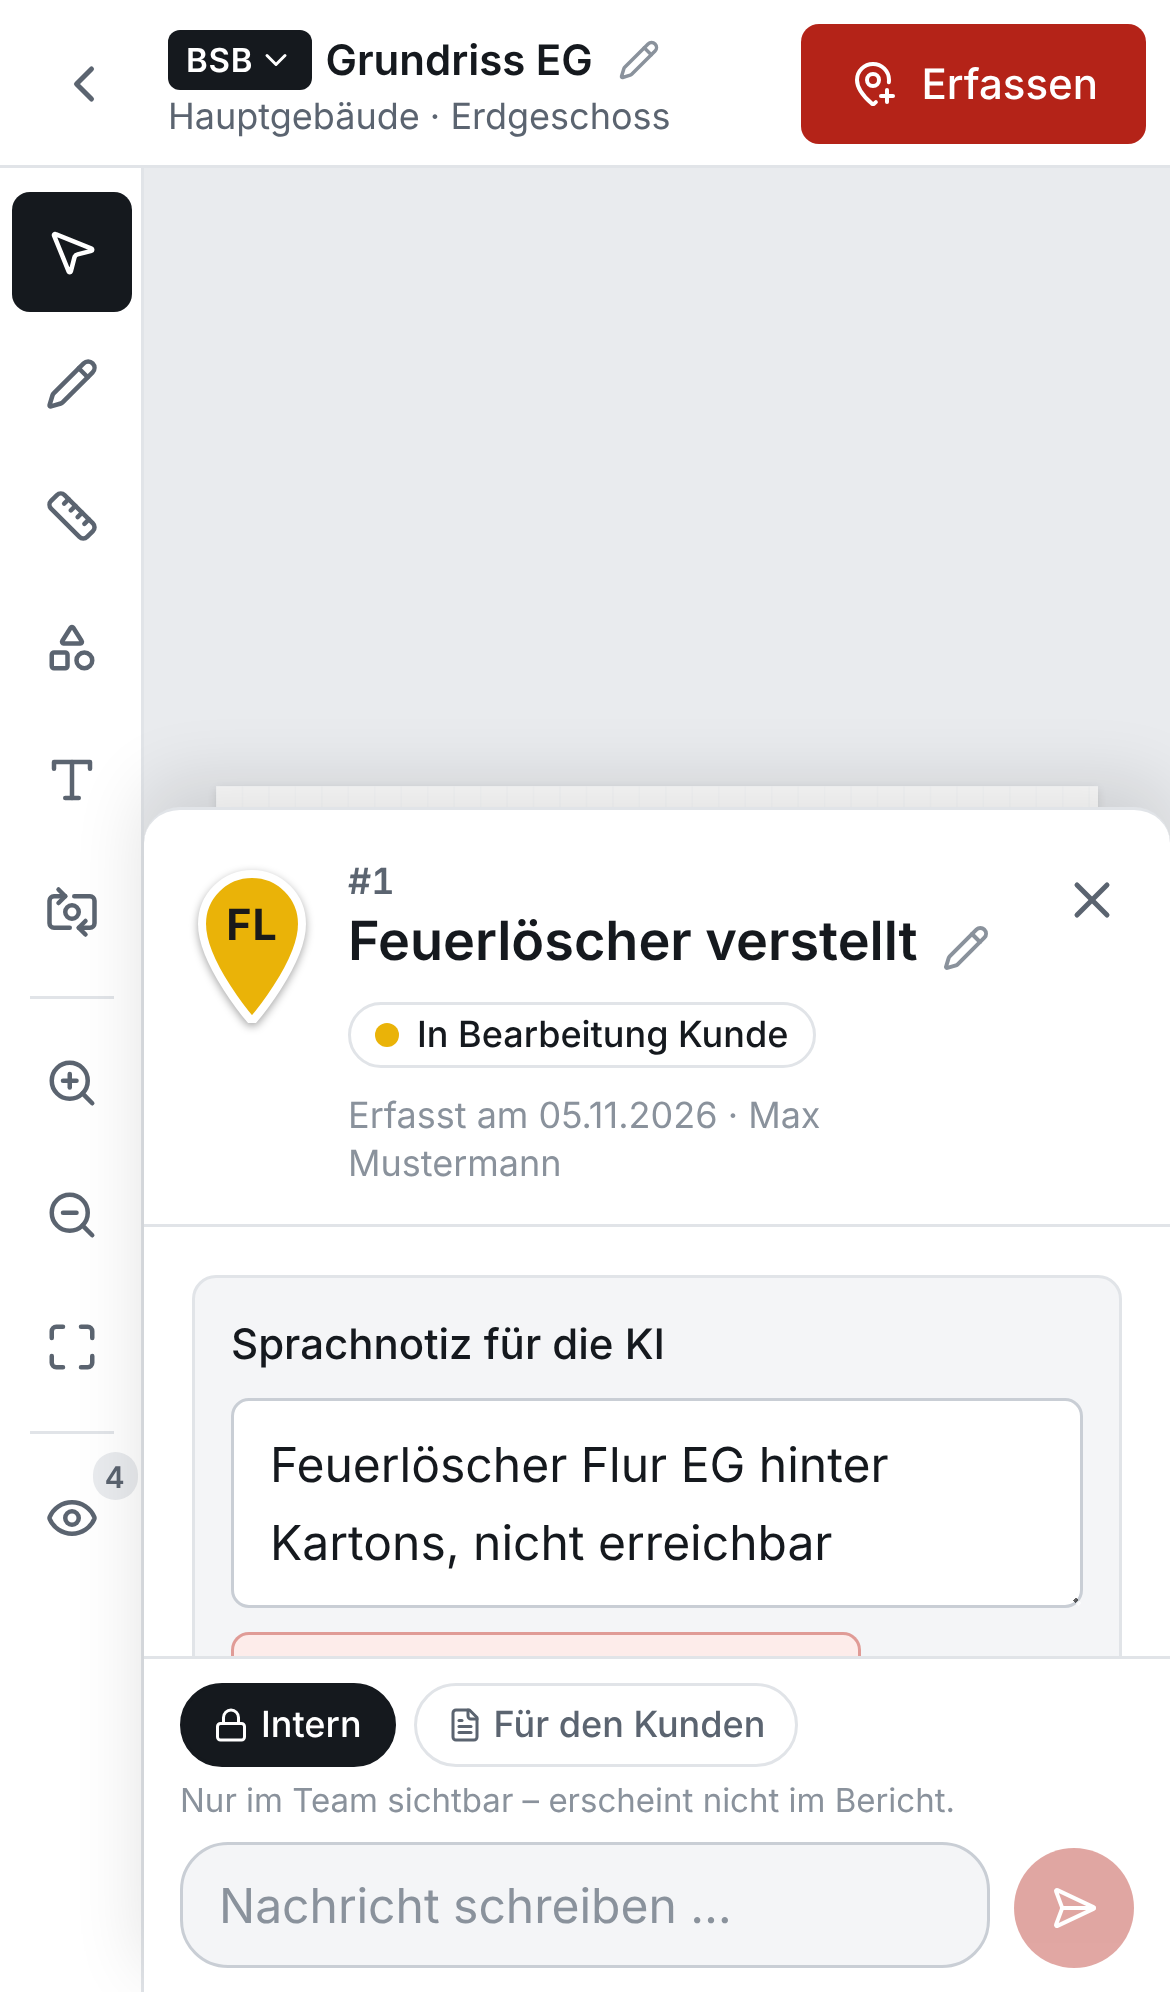 BSB Grundriss EG
Hauptgebäude · Erdgeschoss
Erfassen
FL
#1
Feuerlöscher verstellt
In Bearbeitung Kunde
Erfasst am 05.11.2026 · Max
Mustermann
Sprachnotiz für die KI
Feuerlöscher Flur EG hinter
Kartons, nicht erreichbar
4
Intern
Für den Kunden
Nur im Team sichtbar – erscheint nicht im Bericht.
Nachricht schreiben ...